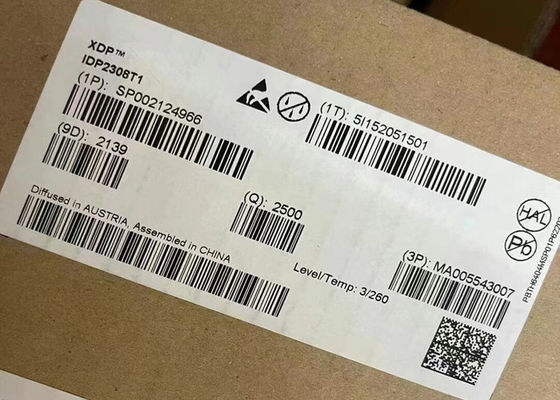 XDP™
IDP2308T1
(1P): SP002124966
(1T): 5I152051501
(9D): 2139
(Q): 2500
Diffused in AUSTRIA, Assembled in CHINA
Level/Temp: 3/260
(3P): MA005543007
HAL
Pb